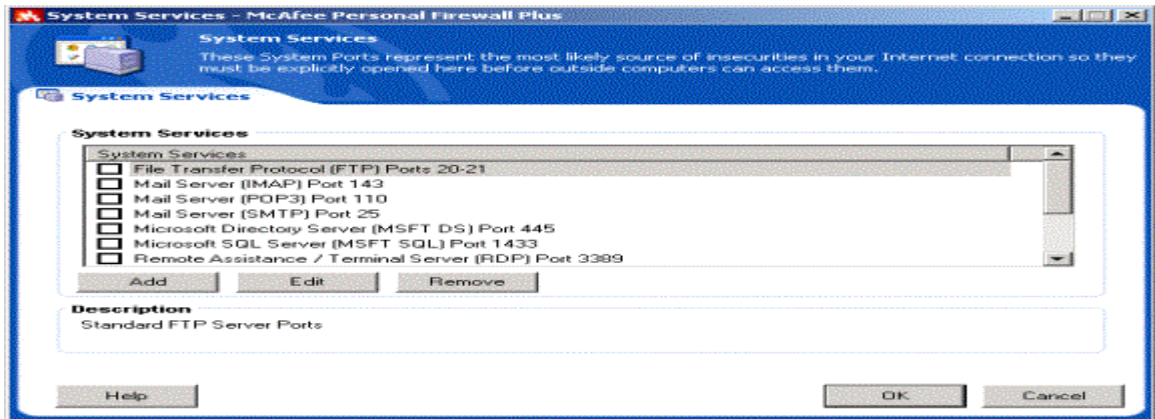 System Services - McAfee Personal Firewall Plus
System Services
These System Ports represent the most likely source of insecurities in your Internet connection so they
must be explicitly opened here before outside computers can access them.
System Services
System Services
System Services
File Transfer Protocol (FTP) Ports 20-21
Mail Server (IMAP) Port 143
Mail Server (POP3) Port 110
Mail Server (SMTP) Port 25
Microsoft Directory Server (MSFT DS) Port 445
Microsoft SQL Server (MSFT SQL) Port 1433
Remote Assistance / Terminal Server (RDP) Port 3389
Add Edit Remove
Description
Standard FTP Server Ports
Help OK Cancel